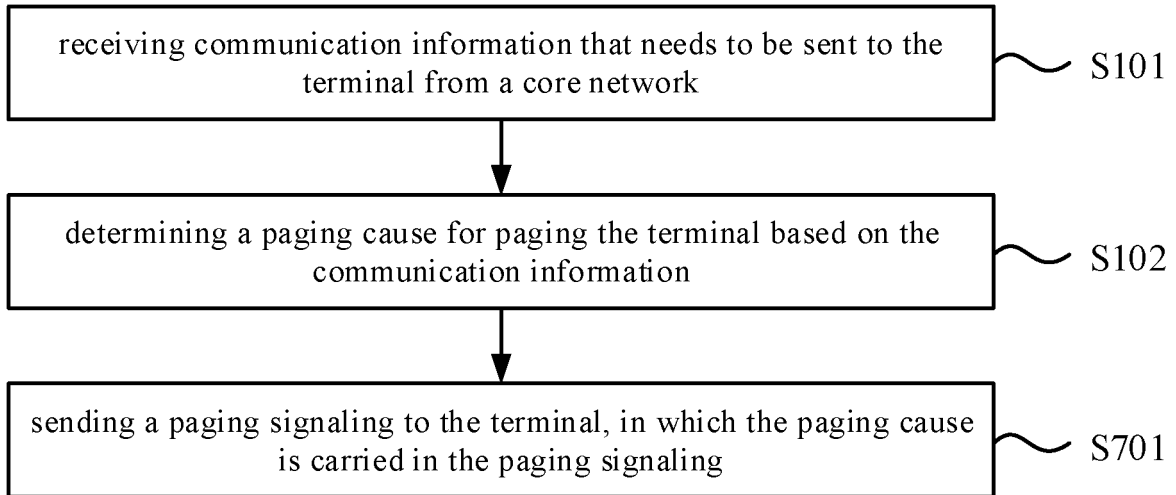 receiving communication information that needs to be sent to the
terminal from a core network
S101
determining a paging cause for paging the terminal based on the
communication information
S102
sending a paging signaling to the terminal, in which the paging cause
is carried in the paging signaling
S701